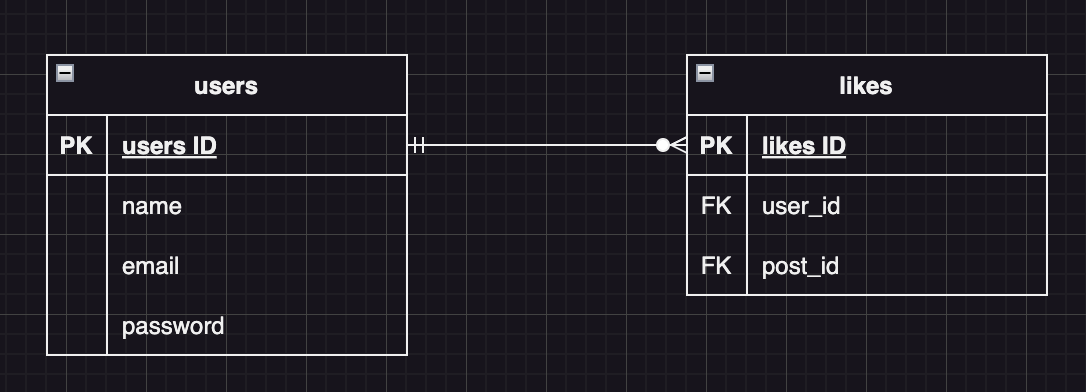 users
PK users ID
name
email
password
likes
PK likes ID
FK user_id
FK post_id